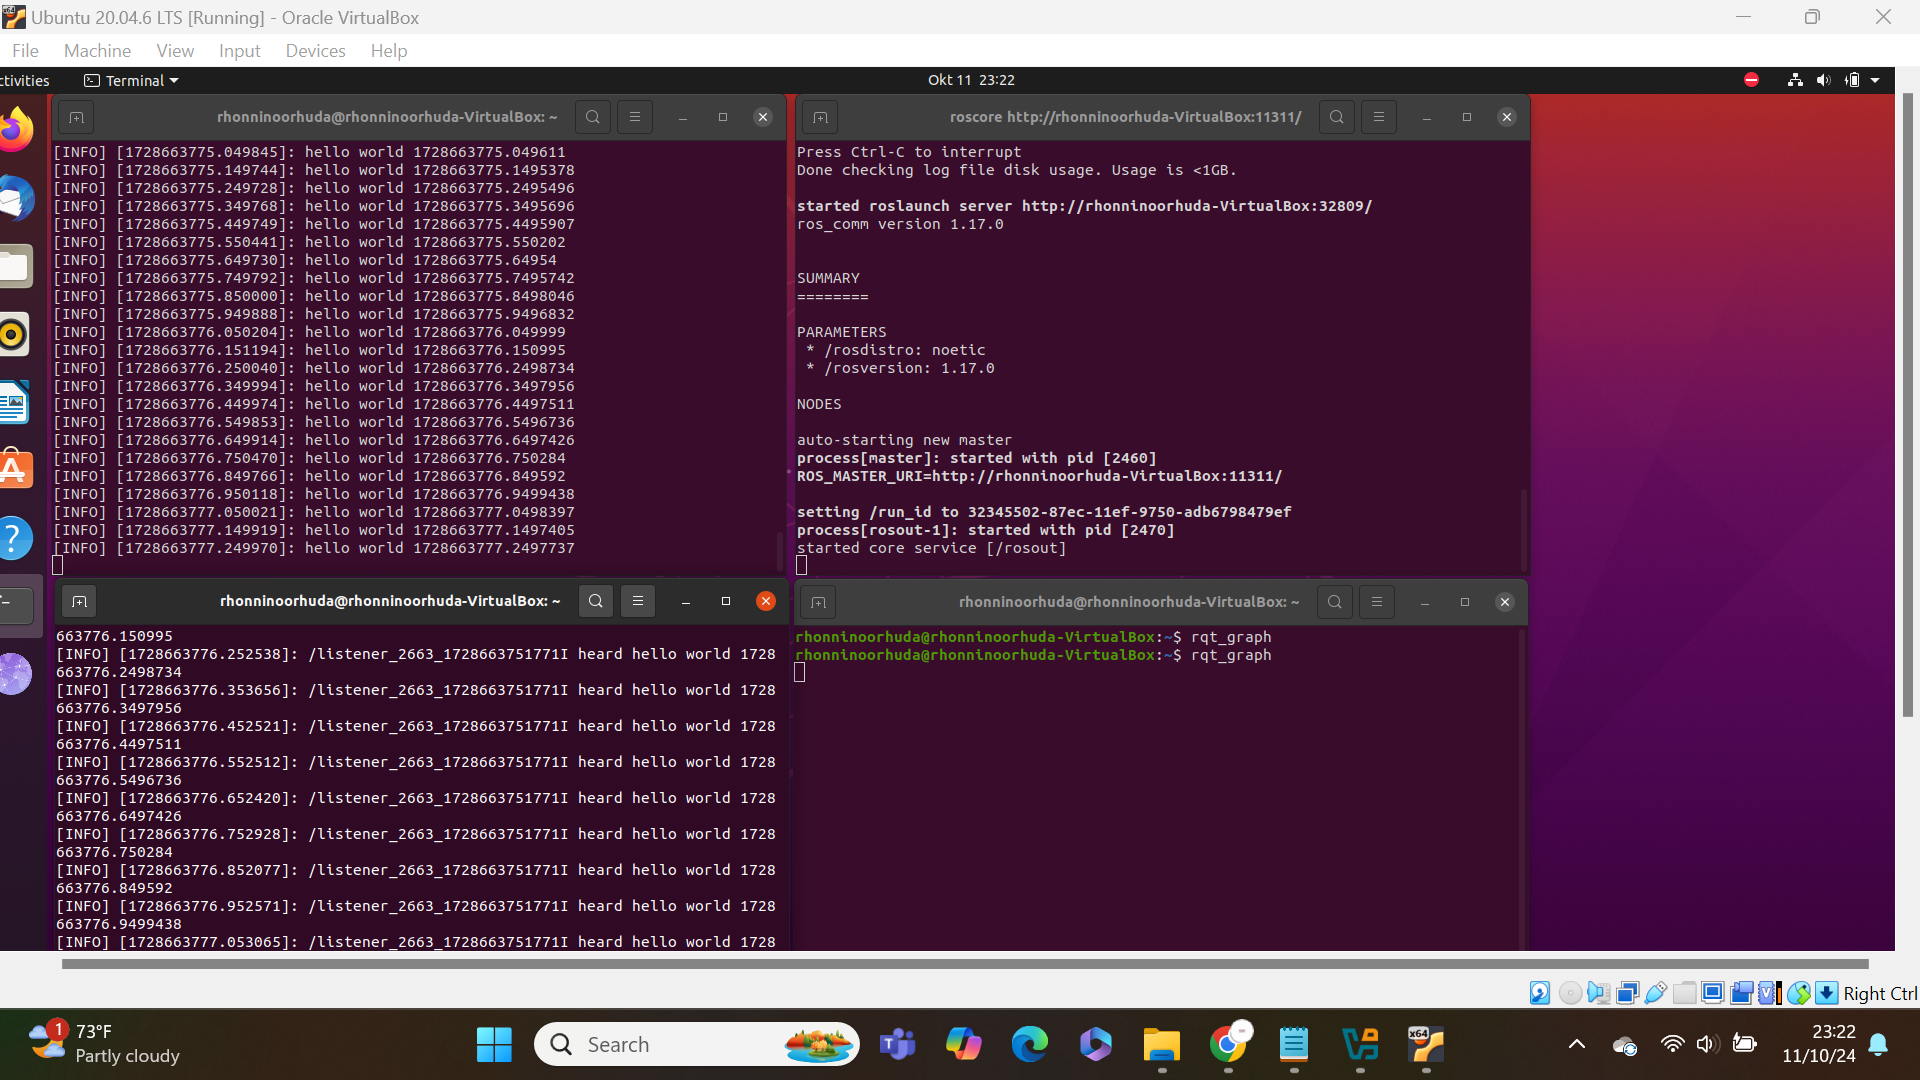 Ubuntu 20.04.6 LTS [Running] - Oracle VirtualBox
File Machine View Input Devices Help
ctivities Terminal Okt 11 23:22
rhonninoorhuda@rhonninoorhuda-VirtualBox: ~
[INFO] [1728663775.049845]: hello world 1728663775.049611
[INFO] [1728663775.149744]: hello world 1728663775.1495378
[INFO] [1728663775.249728]: hello world 1728663775.2495496
[INFO] [1728663775.349768]: hello world 1728663775.3495696
[INFO] [1728663775.449749]: hello world 1728663775.4495907
[INFO] [1728663775.550441]: hello world 1728663775.550202
[INFO] [1728663775.649730]: hello world 1728663775.64954
[INFO] [1728663775.749792]: hello world 1728663775.7495742
[INFO] [1728663775.850000]: hello world 1728663775.8498046
[INFO] [1728663775.949888]: hello world 1728663775.9496832
[INFO] [1728663776.050204]: hello world 1728663776.049999
[INFO] [1728663776.151194]: hello world 1728663776.150995
[INFO] [1728663776.250040]: hello world 1728663776.2498734
[INFO] [1728663776.349994]: hello world 1728663776.3497956
[INFO] [1728663776.449974]: hello world 1728663776.4497511
[INFO] [1728663776.549853]: hello world 1728663776.5496736
[INFO] [1728663776.649914]: hello world 1728663776.6497426
[INFO] [1728663776.750470]: hello world 1728663776.750284
[INFO] [1728663776.849766]: hello world 1728663776.849592
[INFO] [1728663776.950118]: hello world 1728663776.9499438
[INFO] [1728663777.050021]: hello world 1728663777.0498397
[INFO] [1728663777.149919]: hello world 1728663777.1497405
[INFO] [1728663777.249970]: hello world 1728663777.2497737
roscore http://rhonninoorhuda-VirtualBox:11311/
Press Ctrl-C to interrupt
Done checking log file disk usage. Usage is <1GB.
started roslaunch server http://rhonninoorhuda-VirtualBox:32809/
ros_comm version 1.17.0
SUMMARY
========
PARAMETERS
* /rosdistro: noetic
* /rosversion: 1.17.0
NODES
auto-starting new master
process[master]: started with pid [2460]
ROS_MASTER_URI=http://rhonninoorhuda-VirtualBox:11311/
setting /run_id to 32345502-87ec-11ef-9750-adb6798479ef
process[rosout-1]: started with pid [2470]
started core service [/rosout]
rhonninoorhuda@rhonninoorhuda-VirtualBox: ~
663776.150995
[INFO] [1728663776.252538]: /listener_2663_1728663751771I heard hello world 1728
663776.2498734
[INFO] [1728663776.353656]: /listener_2663_1728663751771I heard hello world 1728
663776.3497956
[INFO] [1728663776.452521]: /listener_2663_1728663751771I heard hello world 1728
663776.4497511
[INFO] [1728663776.552512]: /listener_2663_1728663751771I heard hello world 1728
663776.5496736
[INFO] [1728663776.652420]: /listener_2663_1728663751771I heard hello world 1728
663776.6497426
[INFO] [1728663776.752928]: /listener_2663_1728663751771I heard hello world 1728
663776.750284
[INFO] [1728663776.852077]: /listener_2663_1728663751771I heard hello world 1728
663776.849592
[INFO] [1728663776.952571]: /listener_2663_1728663751771I heard hello world 1728
663776.9499438
[INFO] [1728663777.053065]: /listener_2663_1728663751771I heard hello world 1728
rhonninoorhuda@rhonninoorhuda-VirtualBox: ~
rhonninoorhuda@rhonninoorhuda-VirtualBox:~$ rqt_graph
rhonninoorhuda@rhonninoorhuda-VirtualBox:~$ rqt_graph
Right Ctrl
1
73°F
Partly cloudy
Search
x64
23:22
11/10/24